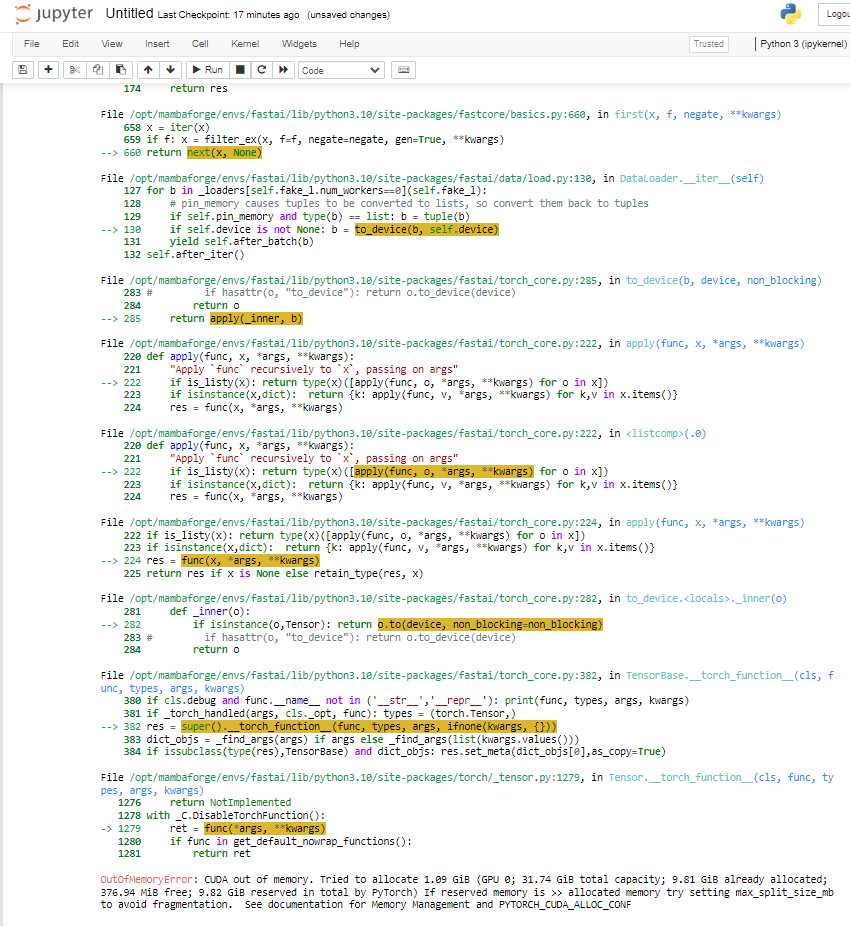 jupyter Untitled Last Checkpoint: 17 minutes ago (unsaved changes)
File Edit View Insert Cell Kernel Widgets Help Trusted Python 3 (ipykernel)
Run Code
174 return res
File /opt/mambaforge/envs/fastai/lib/python3.10/site-packages/fastcore/basics.py:660, in first(x, f, negate, **kwargs)
658 x = iter(x)
659 if f: x = filter_ex(x, f=f, negate=negate, gen=True, **kwargs)
--> 660 return next(x, None)
File /opt/mambaforge/envs/fastai/lib/python3.10/site-packages/fastai/data/load.py:130, in DataLoader.__iter__(self)
127 for b in _loaders[self.fake_l.num_workers==0](self.fake_l):
128 # pin_memory causes tuples to be converted to lists, so convert them back to tuples
129 if self.pin_memory and type(b) == list: b = tuple(b)
--> 130 if self.device is not None: b = to_device(b, self.device)
131 yield self.after_batch(b)
132 self.after_iter()
File /opt/mambaforge/envs/fastai/lib/python3.10/site-packages/fastai/torch_core.py:285, in to_device(b, device, non_blocking)
283 # if hasattr(o, "to_device"): return o.to_device(device)
284 return o
--> 285 return apply(_inner, b)
File /opt/mambaforge/envs/fastai/lib/python3.10/site-packages/fastai/torch_core.py:222, in apply(func, x, *args, **kwargs)
220 def apply(func, x, *args, **kwargs):
221 "Apply `func` recursively to `x`, passing on args"
--> 222 if is_listy(x): return type(x)([apply(func, o, *args, **kwargs) for o in x])
223 if isinstance(x,dict): return {k: apply(func, v, *args, **kwargs) for k,v in x.items()}
224 res = func(x, *args, **kwargs)
File /opt/mambaforge/envs/fastai/lib/python3.10/site-packages/fastai/torch_core.py:222, in <listcomp>(.0)
220 def apply(func, x, *args, **kwargs):
221 "Apply `func` recursively to `x`, passing on args"
--> 222 if is_listy(x): return type(x)([apply(func, o, *args, **kwargs) for o in x])
223 if isinstance(x,dict): return {k: apply(func, v, *args, **kwargs) for k,v in x.items()}
224 res = func(x, *args, **kwargs)
File /opt/mambaforge/envs/fastai/lib/python3.10/site-packages/fastai/torch_core.py:224, in apply(func, x, *args, **kwargs)
222 if is_listy(x): return type(x)([apply(func, o, *args, **kwargs) for o in x])
223 if isinstance(x,dict): return {k: apply(func, v, *args, **kwargs) for k,v in x.items()}
--> 224 res = func(x, *args, **kwargs)
225 return res if x is None else retain_type(res, x)
File /opt/mambaforge/envs/fastai/lib/python3.10/site-packages/fastai/torch_core.py:282, in to_device.<locals>._inner(o)
281 def _inner(o):
--> 282 if isinstance(o,Tensor): return o.to(device, non_blocking=non_blocking)
283 # if hasattr(o, "to_device"): return o.to_device(device)
284 return o
File /opt/mambaforge/envs/fastai/lib/python3.10/site-packages/fastai/torch_core.py:382, in TensorBase.__torch_function__(cls, f
unc, types, args, kwargs)
380 if cls.debug and func.__name__ not in ('__str__','__repr__'): print(func, types, args, kwargs)
381 if _torch_handled(args, cls._opt, func): types = (torch.Tensor,)
--> 382 res = super().__torch_function__(func, types, args, ifnone(kwargs, {}))
383 dict_objs = _find_args(args) if args else _find_args(list(kwargs.values()))
384 if issubclass(type(res),TensorBase) and dict_objs: res.set_meta(dict_objs[0],as_copy=True)
File /opt/mambaforge/envs/fastai/lib/python3.10/site-packages/torch/_tensor.py:1279, in Tensor.__torch_function__(cls, func, ty
pes, args, kwargs)
1276 return NotImplemented
1278 with _C.DisableTorchFunction():
-> 1279 ret = func(*args, **kwargs)
1280 if func in get_default_nowrap_functions():
1281 return ret
OutOfMemoryError: CUDA out of memory. Tried to allocate 1.09 GiB (GPU 0; 31.74 GiB total capacity; 9.81 GiB already allocated;
376.94 MiB free; 9.82 GiB reserved in total by PyTorch) If reserved memory is >> allocated memory try setting max_split_size_mb
to avoid fragmentation. See documentation for Memory Management and PYTORCH_CUDA_ALLOC_CONF